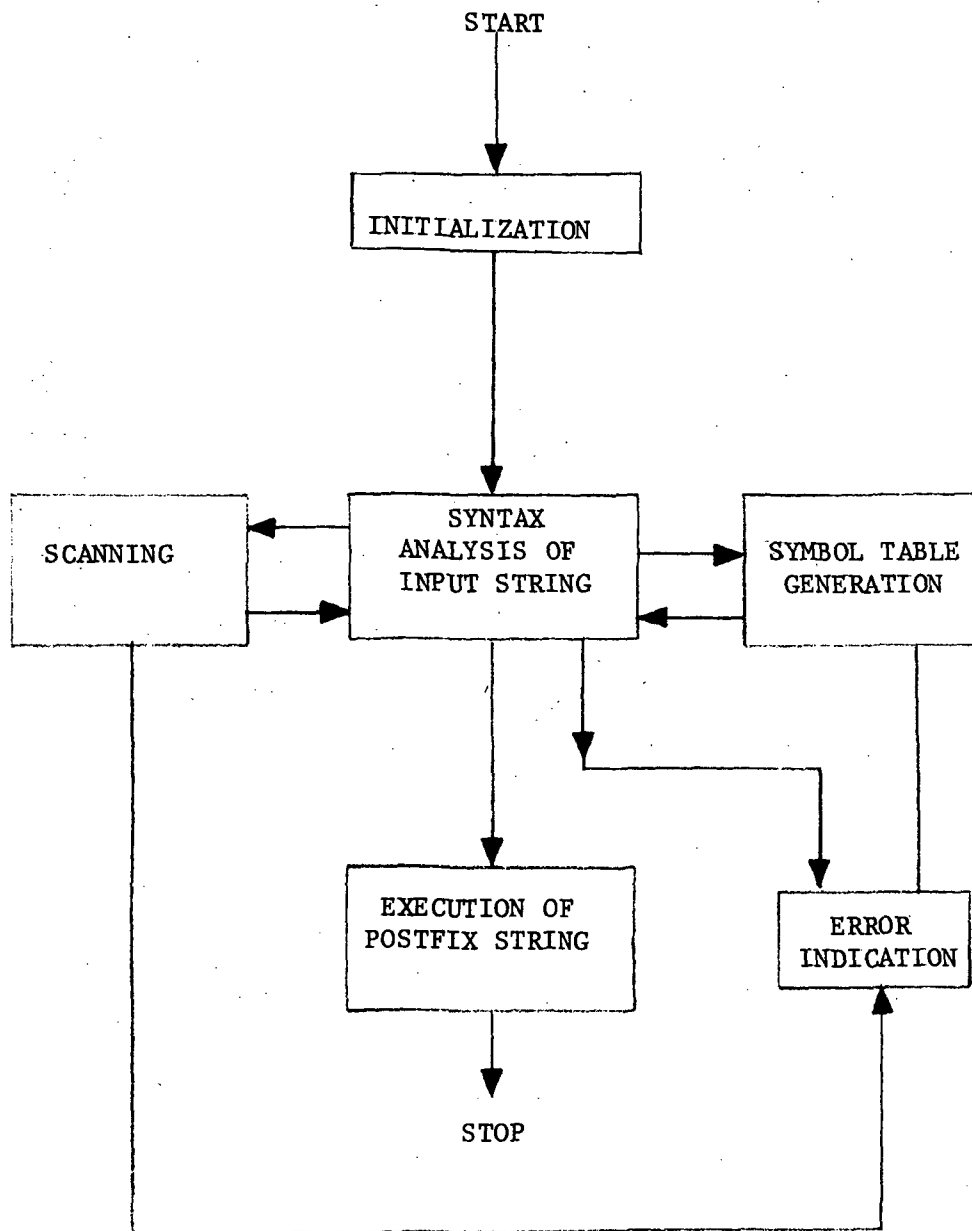 START
INITIALIZATION
SCANNING
SYNTAX
ANALYSIS OF
INPUT STRING
SYMBOL TABLE
GENERATION
EXECUTION OF
POSTFIX STRING
ERROR
INDICATION
STOP